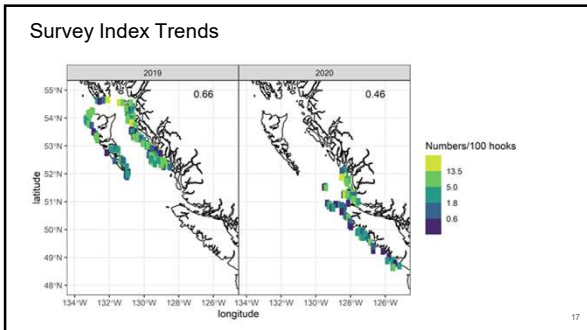 Survey Index Trends
2019 2020
0.66 0.46
55°N
54°N
53°N
52°N
51°N
50°N
49°N
48°N
latitude
134°W 132°W 130°W 128°W 126°W 124°W 134°W 132°W 130°W 128°W 126°W 124°W
longitude
Numbers/100 hooks
13.5
5.0
1.8
0.6
17